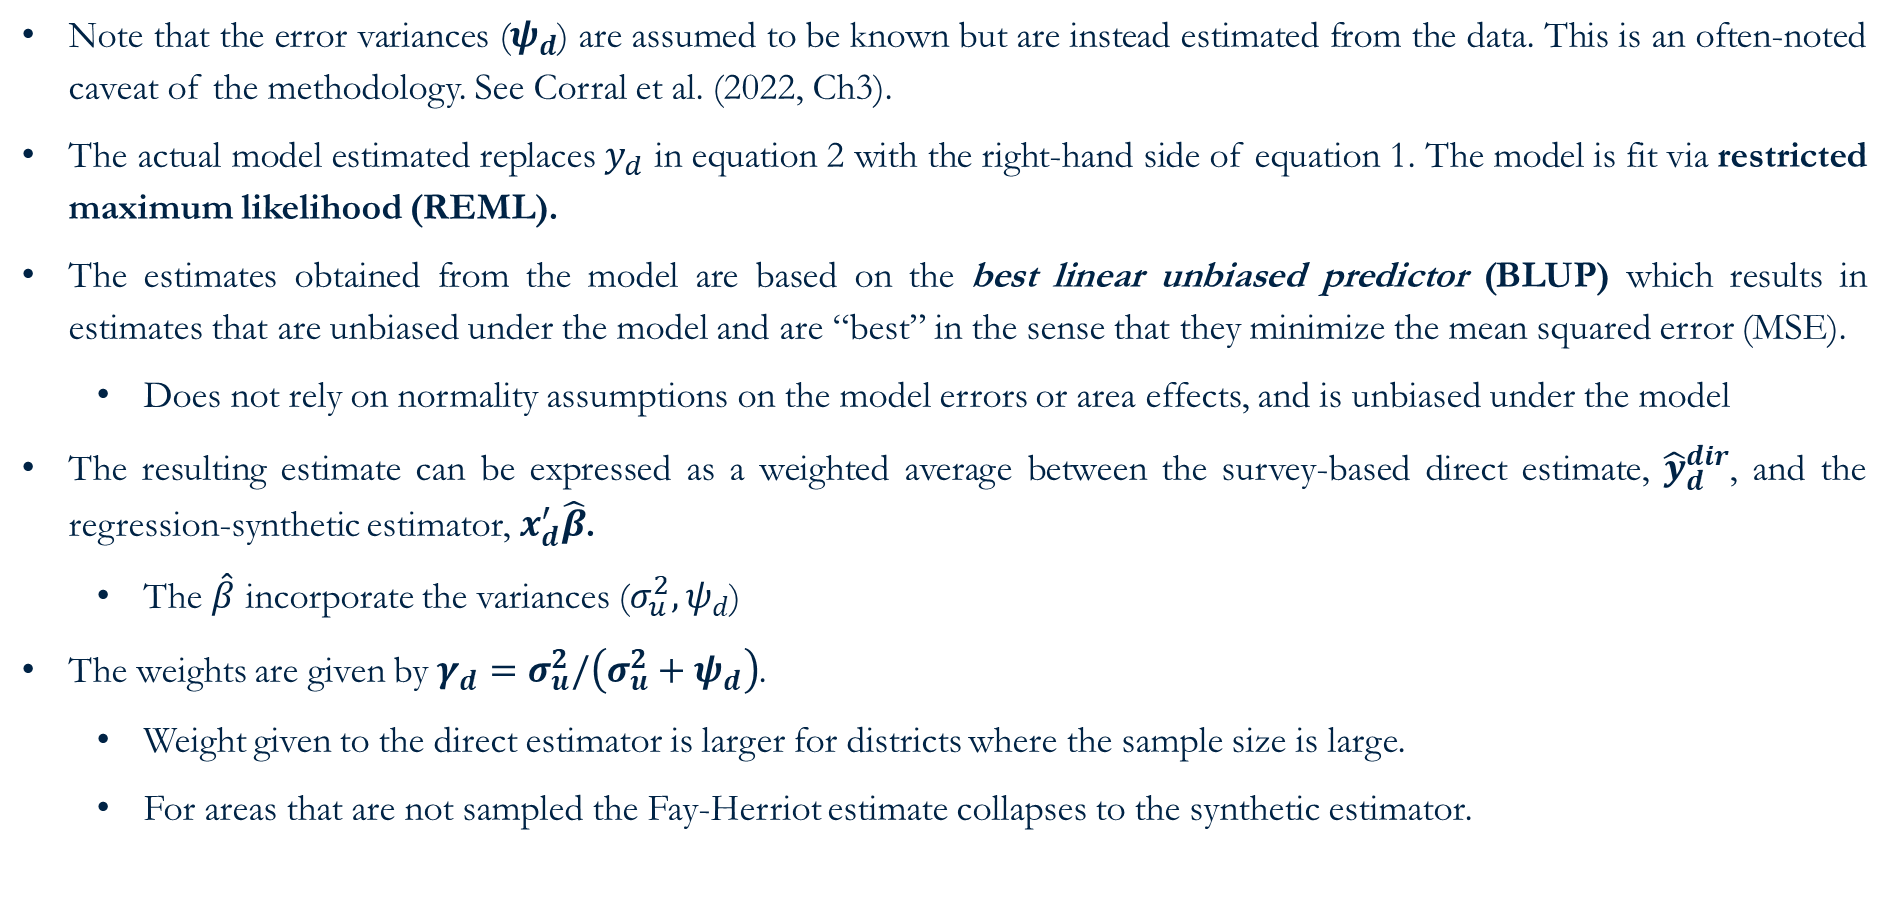 • Note that the error variances (ψ_d) are assumed to be known but are instead estimated from the data. This is an often-noted
caveat of the methodology. See Corral et al. (2022, Ch3).
• The actual model estimated replaces y_d in equation 2 with the right-hand side of equation 1. The model is fit via restricted
maximum likelihood (REML).
• The estimates obtained from the model are based on the best linear unbiased predictor (BLUP) which results in
estimates that are unbiased under the model and are “best” in the sense that they minimize the mean squared error (MSE).
• Does not rely on normality assumptions on the model errors or area effects, and is unbiased under the model
• The resulting estimate can be expressed as a weighted average between the survey-based direct estimate, ŷ_d^dir, and the
regression-synthetic estimator, x′_d β̂.
• The β̂ incorporate the variances (σ_u^2, ψ_d)
• The weights are given by γ_d = σ_u^2/(σ_u^2 + ψ_d).
• Weight given to the direct estimator is larger for districts where the sample size is large.
• For areas that are not sampled the Fay-Herriot estimate collapses to the synthetic estimator.